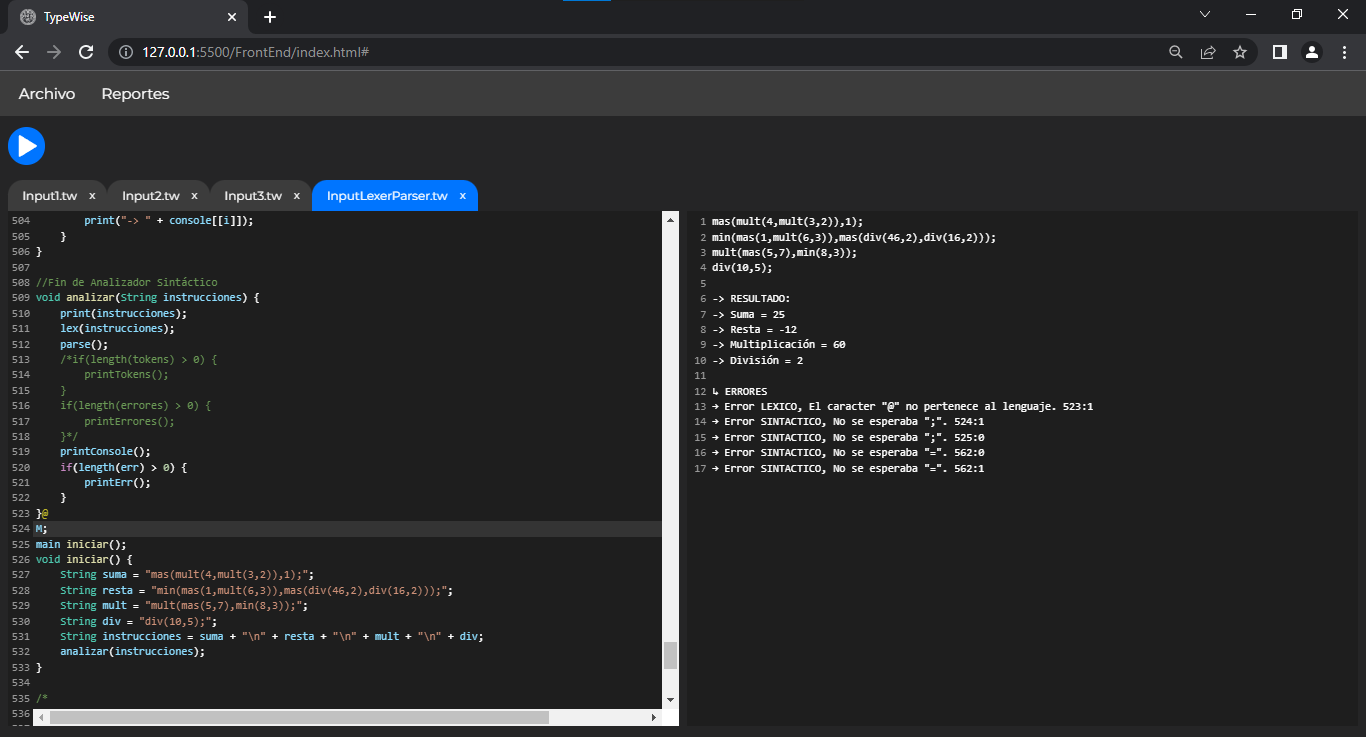 TypeWise
127.0.0.1:5500/FrontEnd/index.html#
Archivo Reportes
Input1.tw x Input2.tw x Input3.tw x InputLexerParser.tw x
504 print("-> " + console[[i]]);
505 }
506 }
507
508 //Fin de Analizador Sintáctico
509 void analizar(String instrucciones) {
510 print(instrucciones);
511 lex(instrucciones);
512 parse();
513 /*if(length(tokens) > 0) {
514 printTokens();
515 }
516 if(length(errores) > 0) {
517 printErrores();
518 }*/
519 printConsole();
520 if(length(err) > 0) {
521 printErr();
522 }
523 }@
524 M;
525 main iniciar();
526 void iniciar() {
527 String suma = "mas(mult(4,mult(3,2)),1);";
528 String resta = "min(mas(1,mult(6,3)),mas(div(46,2),div(16,2)));";
529 String mult = "mult(mas(5,7),min(8,3));";
530 String div = "div(10,5);";
531 String instrucciones = suma + "\n" + resta + "\n" + mult + "\n" + div;
532 analizar(instrucciones);
533 }
534
535 /*
536
1 mas(mult(4,mult(3,2)),1);
2 min(mas(1,mult(6,3)),mas(div(46,2),div(16,2)));
3 mult(mas(5,7),min(8,3));
4 div(10,5);
5
6 -> RESULTADO:
7 -> Suma = 25
8 -> Resta = -12
9 -> Multiplicación = 60
10 -> División = 2
11
12 ↳ ERRORES
13 → Error LEXICO, El caracter "@" no pertenece al lenguaje. 523:1
14 → Error SINTACTICO, No se esperaba ";". 524:1
15 → Error SINTACTICO, No se esperaba ";". 525:0
16 → Error SINTACTICO, No se esperaba "=". 562:0
17 → Error SINTACTICO, No se esperaba "=". 562:1